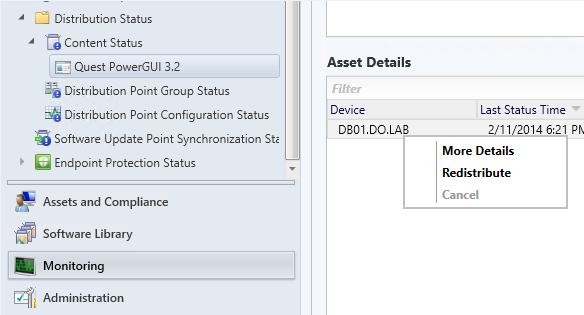 Distribution Status
Content Status
Quest PowerGUI 3.2
Distribution Point Group Status
Distribution Point Configuration Status
Software Update Point Synchronization Sta
Endpoint Protection Status
Assets and Compliance
Software Library
Monitoring
Administration
Asset Details
Filter
Device Last Status Time
DB01.DO.LAB 2/11/2014 6:21 PM
More Details
Redistribute
Cancel